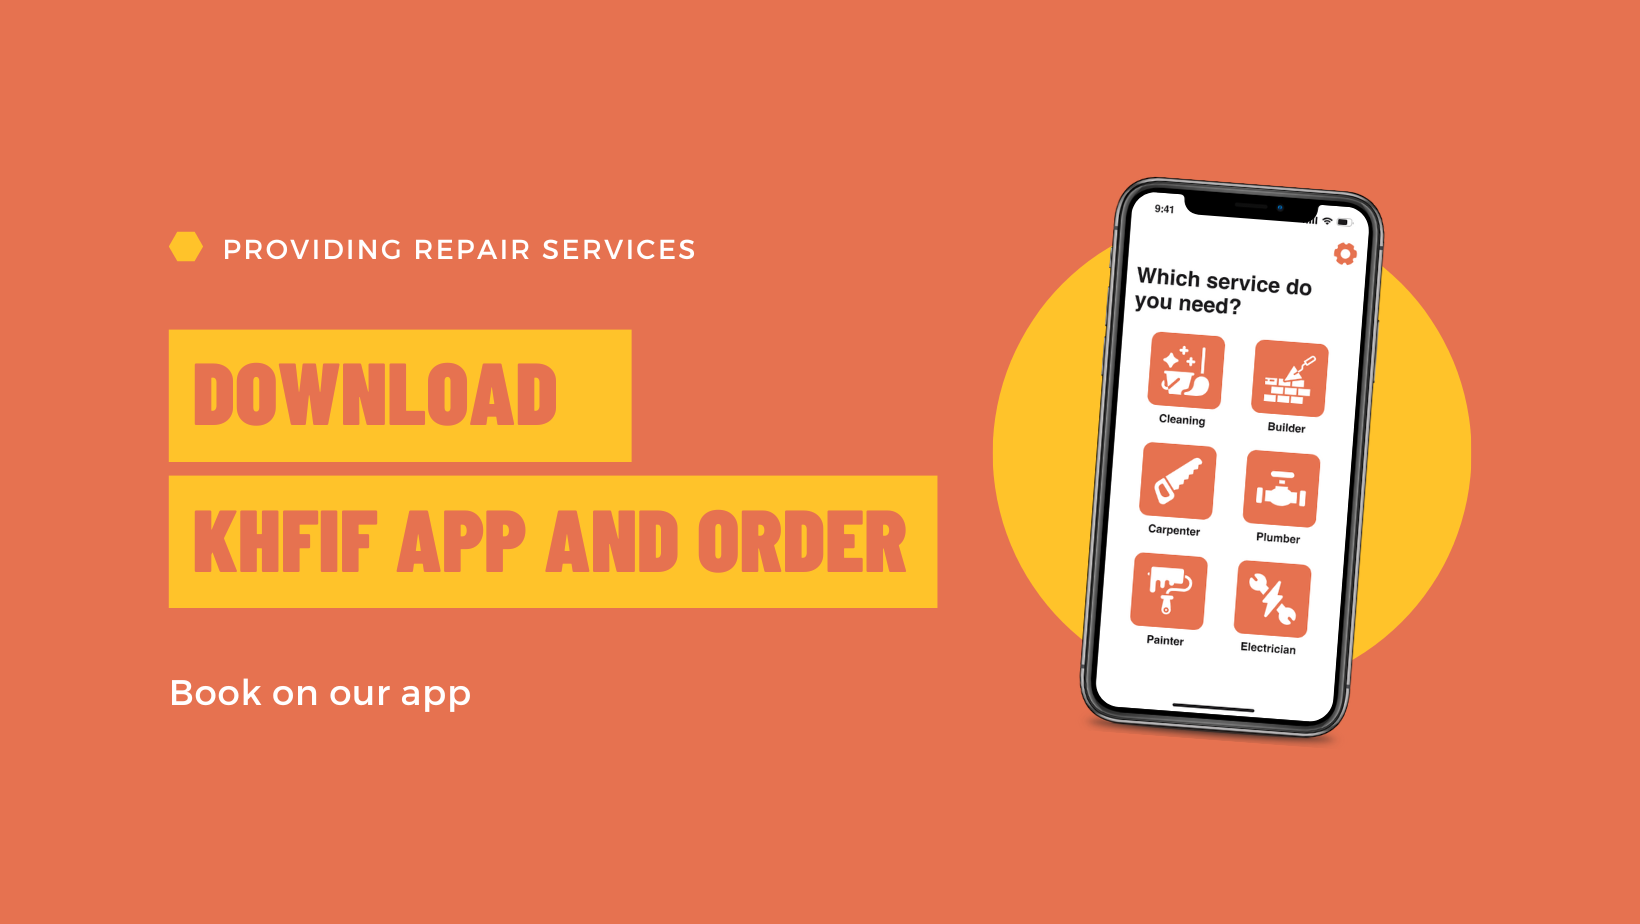 PROVIDING REPAIR SERVICES
DOWNLOAD
KHFIF APP AND ORDER
Book on our app
9:41
Which service do
you need?
Cleaning
Builder
Carpenter
Plumber
Painter
Electrician